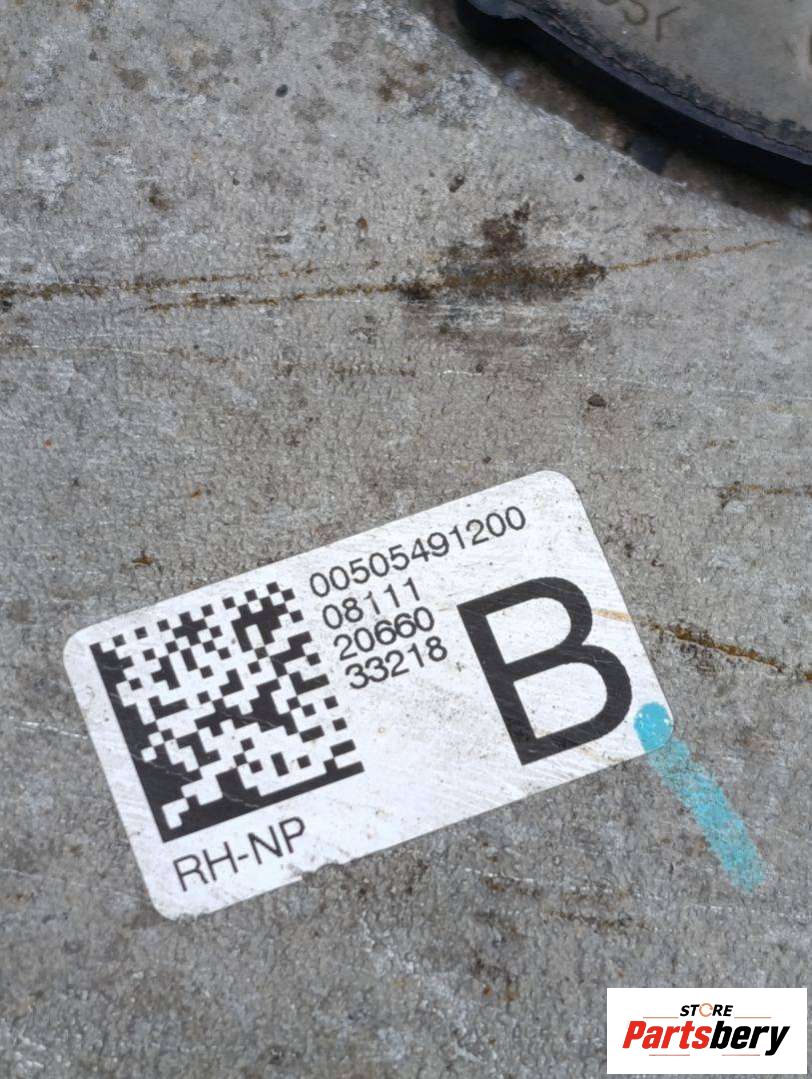 00505491200
08111
20660
33218
B
RH-NP
STORE
Partsbery